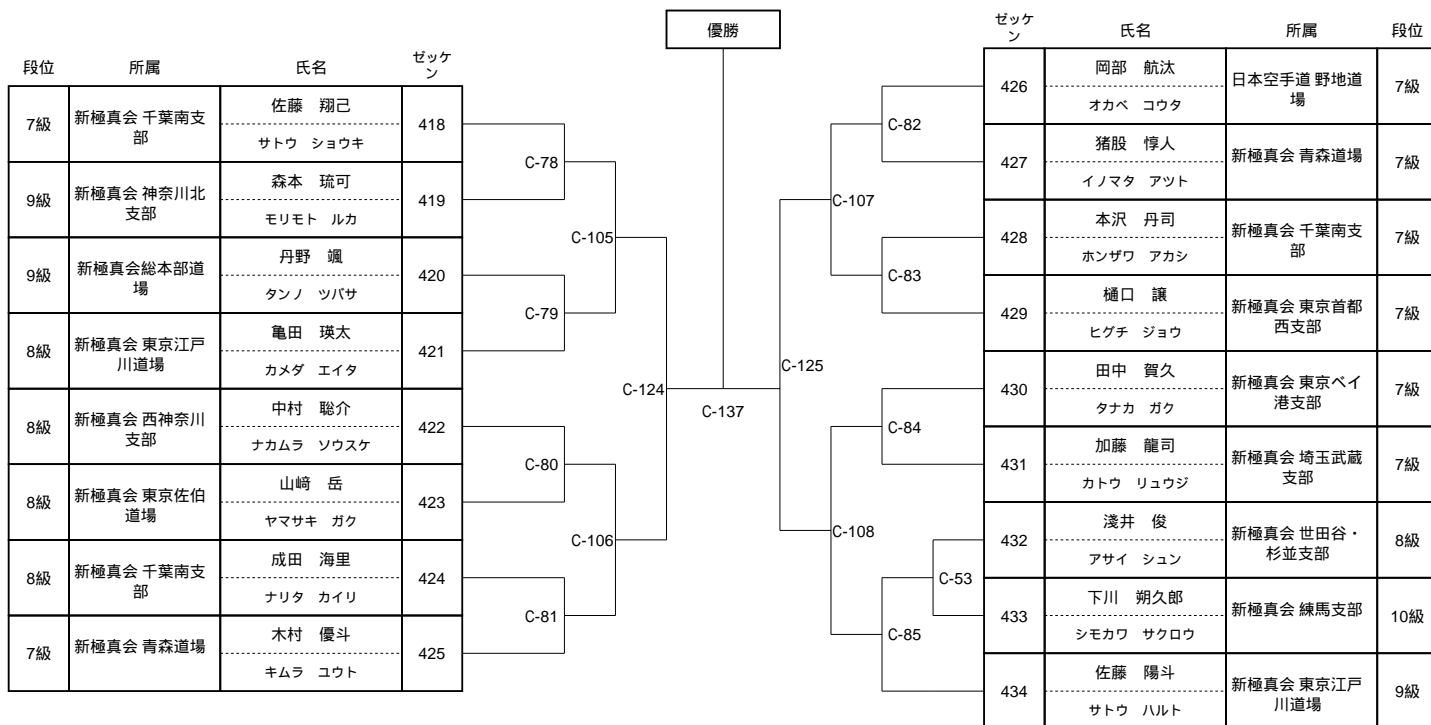 優勝
段位 所属 氏名 ゼッケ
ン
7級 新極真会 千葉南支
部 佐藤 翔己
サトウ ショウキ 418
9級 新極真会 神奈川北
支部 森本 琉可
モリモト ルカ 419
9級 新極真会総本部道
場 丹野 颯
タンノ ツバサ 420
8級 新極真会 東京江戸
川道場 亀田 瑛太
カメダ エイタ 421
8級 新極真会 西神奈川
支部 中村 聡介
ナカムラ ソウスケ 422
8級 新極真会 東京佐伯
道場 山﨑 岳
ヤマサキ ガク 423
8級 新極真会 千葉南支
部 成田 海里
ナリタ カイリ 424
7級 新極真会 青森道場 木村 優斗
キムラ ユウト 425
C-78
C-79
C-80
C-81
C-105
C-106
C-124
C-137
C-125
C-107
C-108
C-82
C-83
C-84
C-85
C-53
ゼッケ
ン 氏名 所属 段位
426 岡部 航汰
オカベ コウタ 日本空手道 野地道
場 7級
427 猪股 惇人
イノマタ アツト 新極真会 青森道場 7級
428 本沢 丹司
ホンザワ アカシ 新極真会 千葉南支
部 7級
429 樋口 譲
ヒグチ ジョウ 新極真会 東京首都
西支部 7級
430 田中 賀久
タナカ ガク 新極真会 東京ベイ
港支部 7級
431 加藤 龍司
カトウ リュウジ 新極真会 埼玉武蔵
支部 7級
432 淺井 俊
アサイ シュン 新極真会 世田谷・
杉並支部 8級
433 下川 朔久郎
シモカワ サクロウ 新極真会 練馬支部 10級
434 佐藤 陽斗
サトウ ハルト 新極真会 東京江戸
川道場 9級